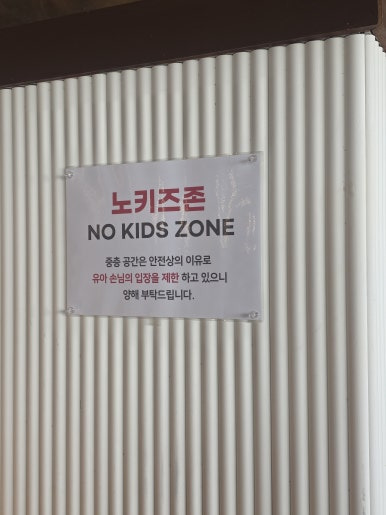 노키즈존
NO KIDS ZONE
중층 공간은 안전상의 이유로
유아 손님의 입장을 제한 하고 있으니
양해 부탁드립니다.